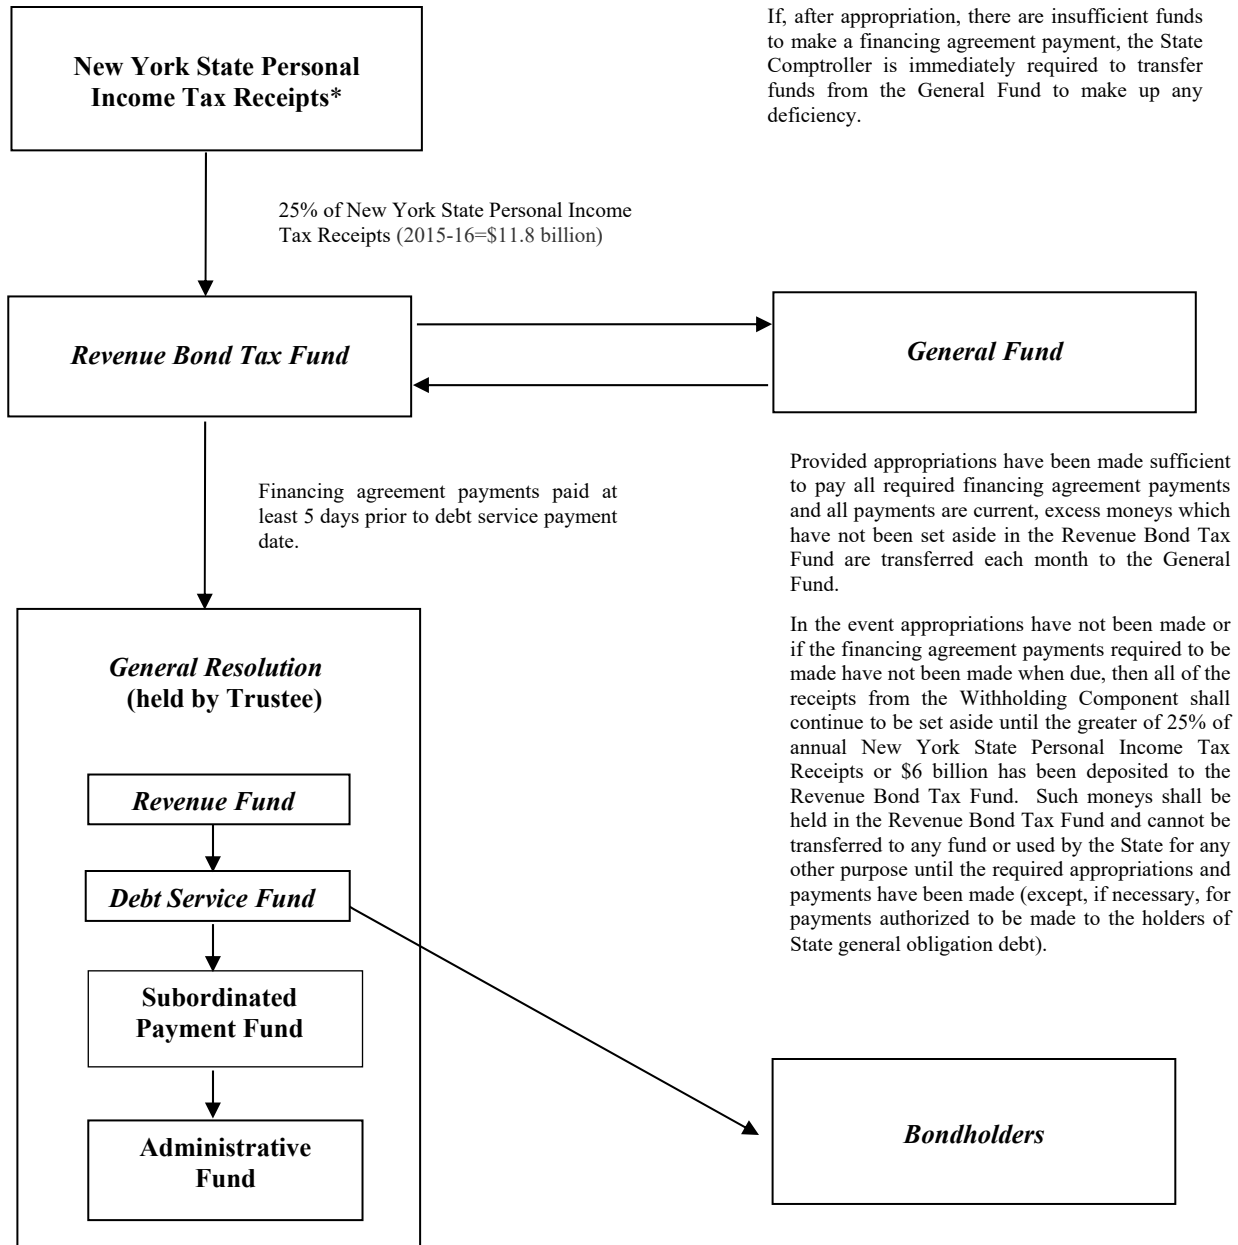 New York State Personal
Income Tax Receipts*
If, after appropriation, there are insufficient funds
to make a financing agreement payment, the State
Comptroller is immediately required to transfer
funds from the General Fund to make up any
deficiency.
25% of New York State Personal Income
Tax Receipts (2015-16=$11.8 billion)
Revenue Bond Tax Fund
General Fund
Financing agreement payments paid at
least 5 days prior to debt service payment
date.
Provided appropriations have been made sufficient
to pay all required financing agreement payments
and all payments are current, excess moneys which
have not been set aside in the Revenue Bond Tax
Fund are transferred each month to the General
Fund.
In the event appropriations have not been made or
if the financing agreement payments required to be
made have not been made when due, then all of the
receipts from the Withholding Component shall
continue to be set aside until the greater of 25% of
annual New York State Personal Income Tax
Receipts or $6 billion has been deposited to the
Revenue Bond Tax Fund. Such moneys shall be
held in the Revenue Bond Tax Fund and cannot be
transferred to any fund or used by the State for any
other purpose until the required appropriations and
payments have been made (except, if necessary, for
payments authorized to be made to the holders of
State general obligation debt).
General Resolution
(held by Trustee)
Revenue Fund
Debt Service Fund
Subordinated
Payment Fund
Administrative
Fund
Bondholders